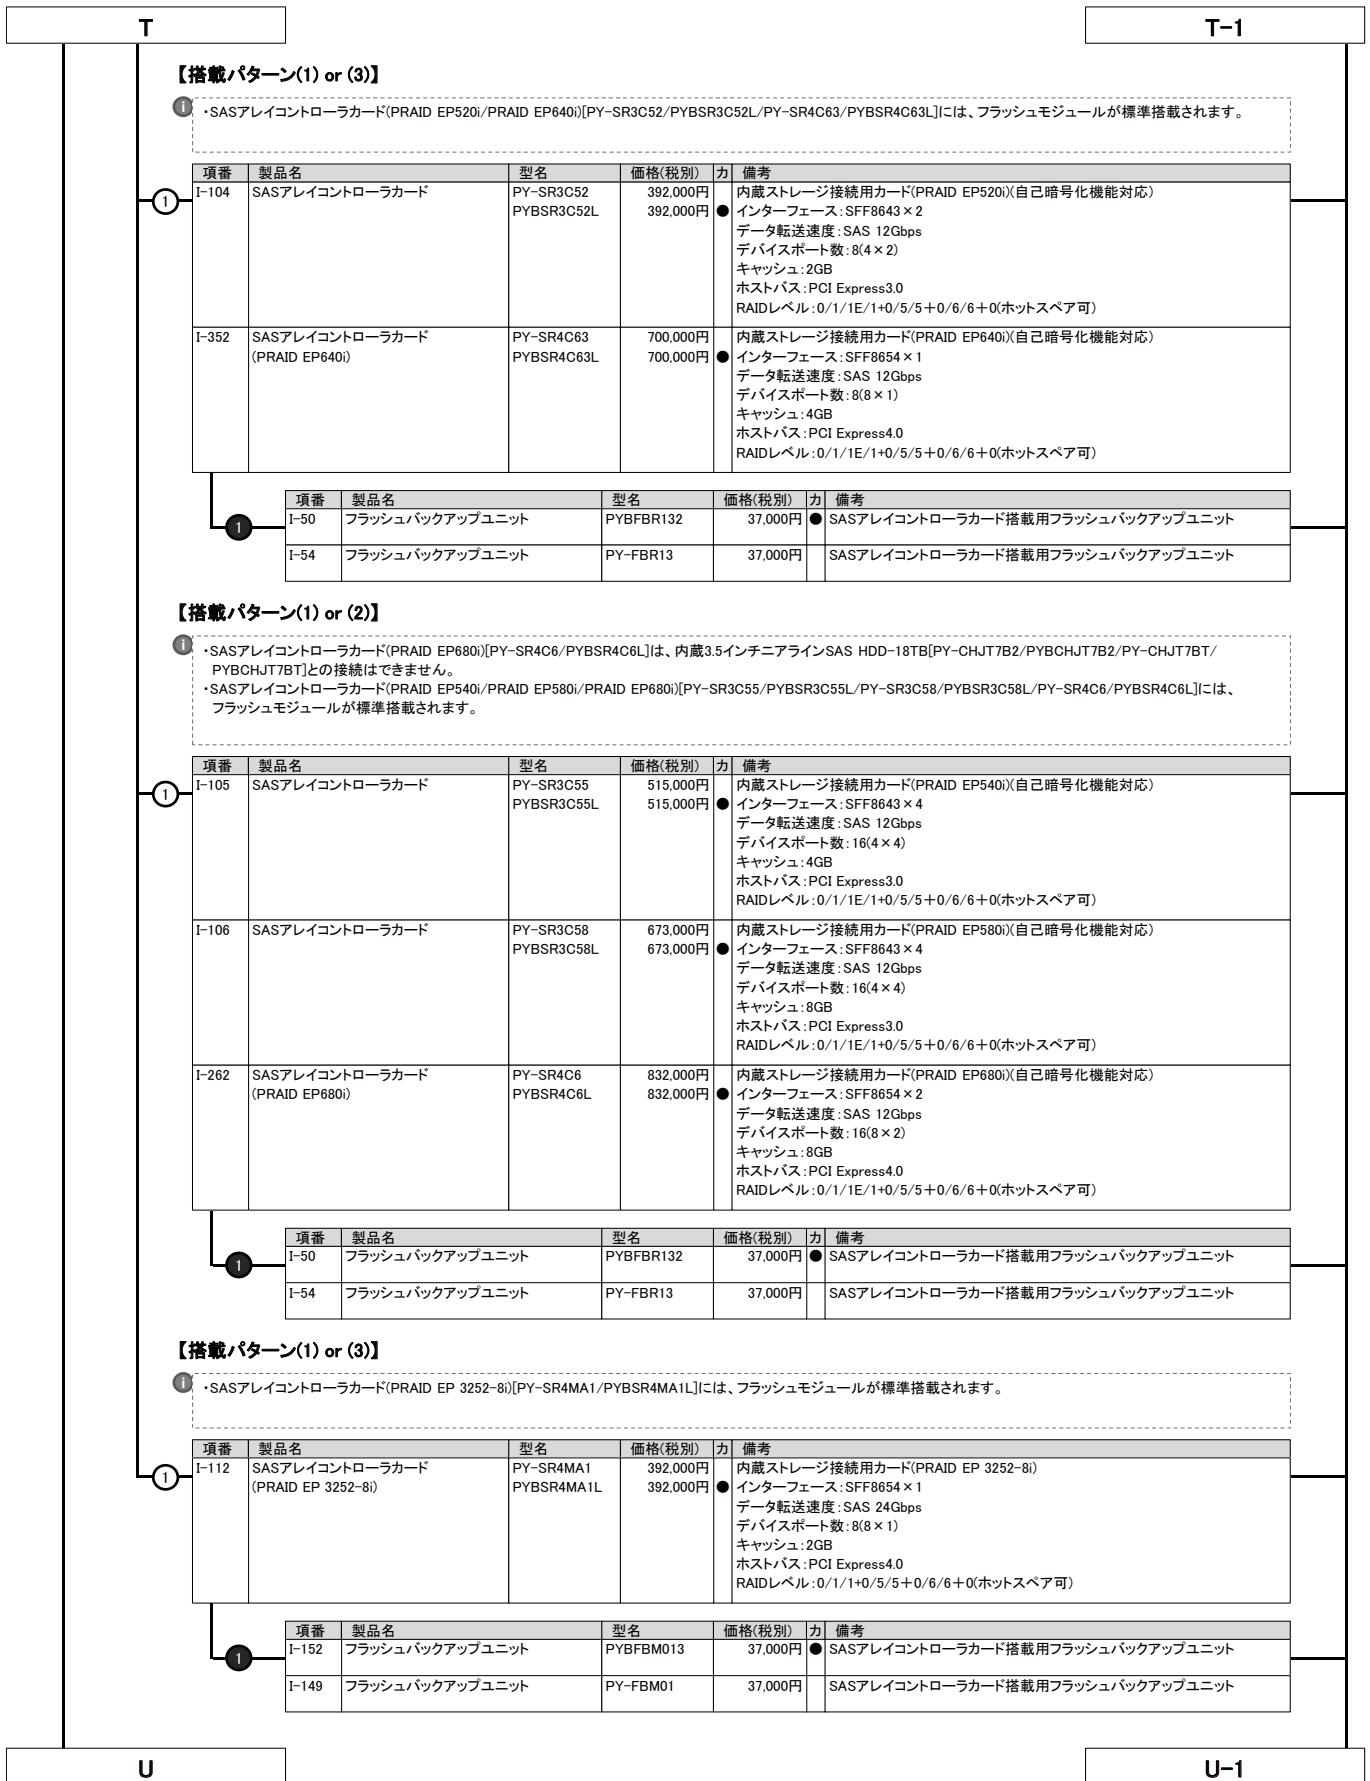 T
T-1
【搭載パターン(1) or (3)】
・SASアレイコントローラカード(PRAID EP520i/PRAID EP640i)[PY-SR3C52/PYBSR3C52L/PY-SR4C63/PYBSR4C63L]には、フラッシュモジュールが標準搭載されます。
項番 製品名 型名 価格(税別) カ 備考
1 I-104 SASアレイコントローラカード PY-SR3C52 392,000円 内蔵ストレージ接続用カード(PRAID EP520i)(自己暗号化機能対応)
PYBSR3C52L 392,000円 ● インターフェース:SFF8643×2
データ転送速度:SAS 12Gbps
デバイスポート数:8(4×2)
キャッシュ:2GB
ホストバス:PCI Express3.0
RAIDレベル:0/1/1E/1+0/5/5+0/6/6+0(ホットスペア可)
I-352 SASアレイコントローラカード PY-SR4C63 700,000円 内蔵ストレージ接続用カード(PRAID EP640i)(自己暗号化機能対応)
(PRAID EP640i) PYBSR4C63L 700,000円 ● インターフェース:SFF8654×1
データ転送速度:SAS 12Gbps
デバイスポート数:8(8×1)
キャッシュ:4GB
ホストバス:PCI Express4.0
RAIDレベル:0/1/1E/1+0/5/5+0/6/6+0(ホットスペア可)
項番 製品名 型名 価格(税別) カ 備考
1 I-50 フラッシュバックアップユニット PYBFBR132 37,000円 ● SASアレイコントローラカード搭載用フラッシュバックアップユニット
I-54 フラッシュバックアップユニット PY-FBR13 37,000円 SASアレイコントローラカード搭載用フラッシュバックアップユニット
【搭載パターン(1) or (2)】
・SASアレイコントローラカード(PRAID EP680i)[PY-SR4C6/PYBSR4C6L]は、内蔵3.5インチニアラインSAS HDD-18TB[PY-CHJT7B2/PYBCHJT7B2/PY-CHJT7BT/
PYBCHJT7BT]との接続はできません。
・SASアレイコントローラカード(PRAID EP540i/PRAID EP580i/PRAID EP680i)[PY-SR3C55/PYBSR3C55L/PY-SR3C58/PYBSR3C58L/PY-SR4C6/PYBSR4C6L]には、
フラッシュモジュールが標準搭載されます。
項番 製品名 型名 価格(税別) カ 備考
1 I-105 SASアレイコントローラカード PY-SR3C55 515,000円 内蔵ストレージ接続用カード(PRAID EP540i)(自己暗号化機能対応)
PYBSR3C55L 515,000円 ● インターフェース:SFF8643×4
データ転送速度:SAS 12Gbps
デバイスポート数:16(4×4)
キャッシュ:4GB
ホストバス:PCI Express3.0
RAIDレベル:0/1/1E/1+0/5/5+0/6/6+0(ホットスペア可)
I-106 SASアレイコントローラカード PY-SR3C58 673,000円 内蔵ストレージ接続用カード(PRAID EP580i)(自己暗号化機能対応)
PYBSR3C58L 673,000円 ● インターフェース:SFF8643×4
データ転送速度:SAS 12Gbps
デバイスポート数:16(4×4)
キャッシュ:8GB
ホストバス:PCI Express3.0
RAIDレベル:0/1/1E/1+0/5/5+0/6/6+0(ホットスペア可)
I-262 SASアレイコントローラカード PY-SR4C6 832,000円 内蔵ストレージ接続用カード(PRAID EP680i)(自己暗号化機能対応)
(PRAID EP680i) PYBSR4C6L 832,000円 ● インターフェース:SFF8654×2
データ転送速度:SAS 12Gbps
デバイスポート数:16(8×2)
キャッシュ:8GB
ホストバス:PCI Express4.0
RAIDレベル:0/1/1E/1+0/5/5+0/6/6+0(ホットスペア可)
項番 製品名 型名 価格(税別) カ 備考
1 I-50 フラッシュバックアップユニット PYBFBR132 37,000円 ● SASアレイコントローラカード搭載用フラッシュバックアップユニット
I-54 フラッシュバックアップユニット PY-FBR13 37,000円 SASアレイコントローラカード搭載用フラッシュバックアップユニット
【搭載パターン(1) or (3)】
・SASアレイコントローラカード(PRAID EP 3252-8i)[PY-SR4MA1/PYBSR4MA1L]には、フラッシュモジュールが標準搭載されます。
項番 製品名 型名 価格(税別) カ 備考
1 I-112 SASアレイコントローラカード PY-SR4MA1 392,000円 内蔵ストレージ接続用カード(PRAID EP 3252-8i)
(PRAID EP 3252-8i) PYBSR4MA1L 392,000円 ● インターフェース:SFF8654×1
データ転送速度:SAS 24Gbps
デバイスポート数:8(8×1)
キャッシュ:2GB
ホストバス:PCI Express4.0
RAIDレベル:0/1/1+0/5/5+0/6/6+0(ホットスペア可)
項番 製品名 型名 価格(税別) カ 備考
1 I-152 フラッシュバックアップユニット PYBFBM013 37,000円 ● SASアレイコントローラカード搭載用フラッシュバックアップユニット
I-149 フラッシュバックアップユニット PY-FBM01 37,000円 SASアレイコントローラカード搭載用フラッシュバックアップユニット
U
U-1